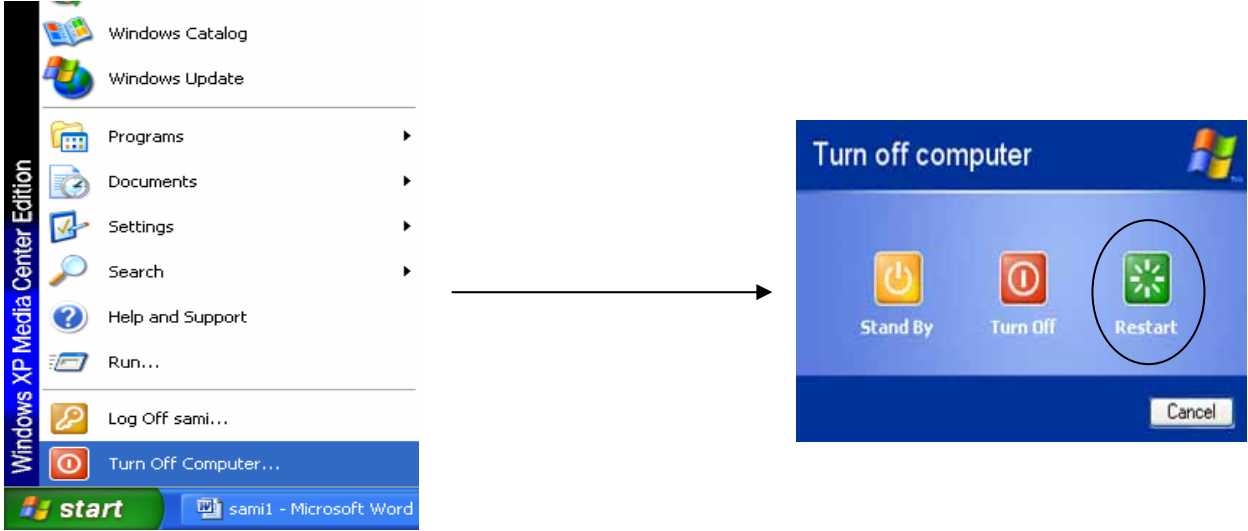 Windows Catalog
Windows Update
Programs
Documents
Settings
Search
Help and Support
Run...
Log Off sami...
Turn Off Computer...
Windows XP Media Center Edition
start
sami1 - Microsoft Word
Turn off computer
Stand By
Turn Off
Restart
Cancel